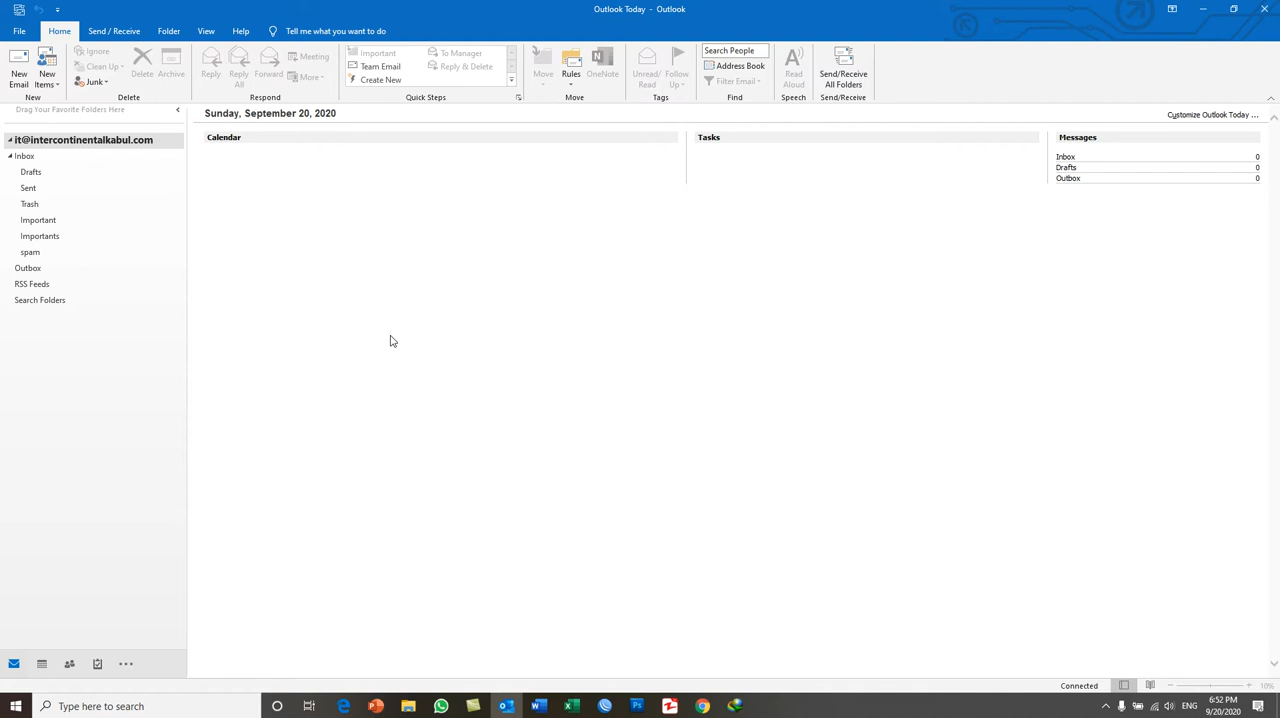 Outlook Today - Outlook
File Home Send / Receive Folder View Help Tell me what you want to do
New Email
New Items
New
Ignore
Clean Up
Junk
Delete
Archive
Delete
Reply
Reply All
Forward
Meeting
More
Respond
Important
Team Email
Create New
To Manager
Reply & Delete
Quick Steps
Move
Rules
OneNote
Move
Unread/ Read
Follow Up
Tags
Search People
Address Book
Filter Email
Find
Read Aloud
Speech
Send/Receive All Folders
Send/Receive
Drag Your Favorite Folders Here
it@intercontinentalkabul.com
Inbox
Drafts
Sent
Trash
Important
Importants
spam
Outbox
RSS Feeds
Search Folders
Sunday, September 20, 2020
Customize Outlook Today ...
Calendar
Tasks
Messages
Inbox 0
Drafts 0
Outbox 0
Connected
10%
Type here to search
ENG
6:52 PM
9/20/2020